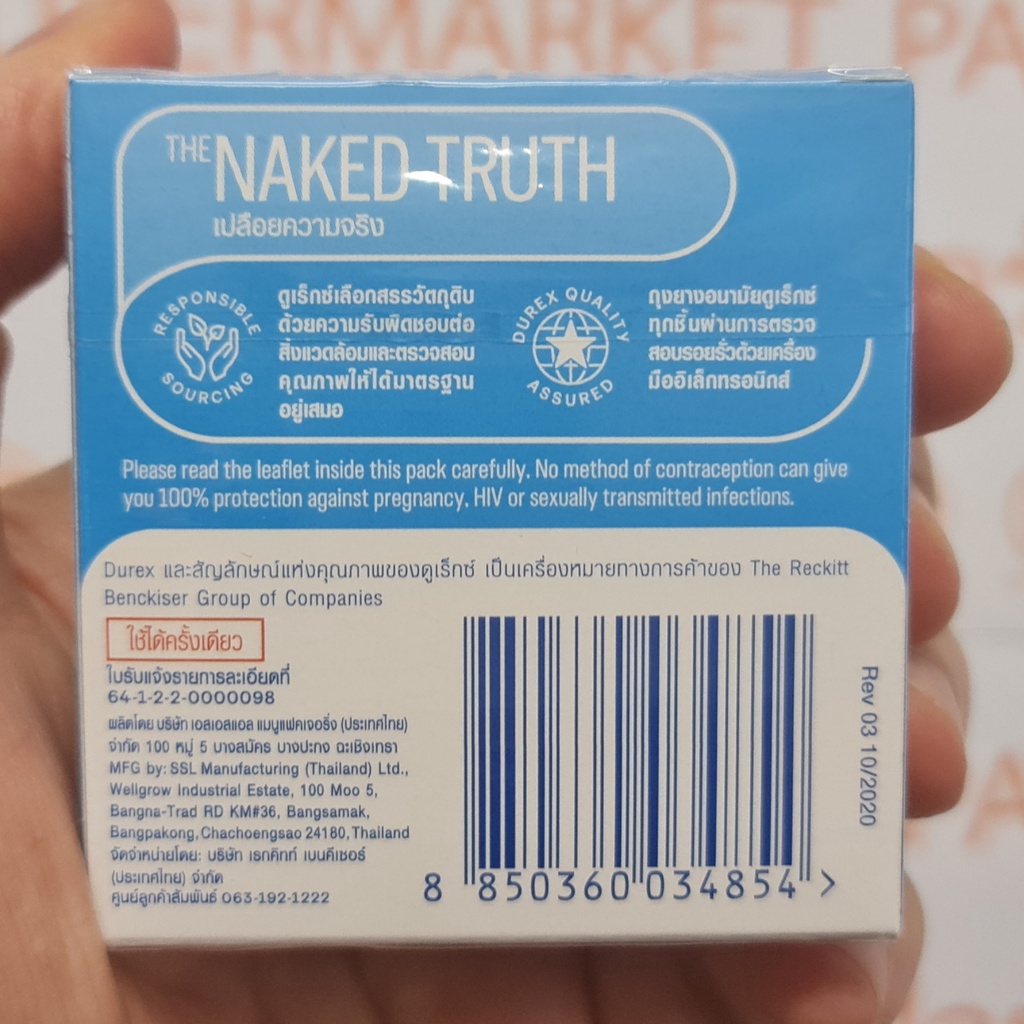 ERMARKET PA
THE NAKED TRUTH
เปลือยความจริง
RESPONSIBLE
SOURCING
ดูเร็กซ์เลือกสรรวัตถุดิบ
ด้วยความรับผิดชอบต่อ
สิ่งแวดล้อมและตรวจสอบ
คุณภาพให้ได้มาตรฐาน
อยู่เสมอ
DUREX QUALITY
ASSURED
ถุงยางอนามัยดูเร็กซ์
ทุกชิ้นผ่านการตรวจ
สอบรอยรั่วด้วยเครื่อง
มืออิเล็กทรอนิกส์
Please read the leaflet inside this pack carefully. No method of contraception can give
you 100% protection against pregnancy, HIV or sexually transmitted infections.
Durex และสัญลักษณ์แห่งคุณภาพของดูเร็กซ์ เป็นเครื่องหมายทางการค้าของ The Reckitt
Benckiser Group of Companies
ใช้ได้ครั้งเดียว
ใบรับแจ้งรายการละเอียดที่
64-1-2-2-0000098
ผลิตโดย บริษัท เอสเอสแอล แมนูแฟคเจอริ่ง (ประเทศไทย)
จำกัด 100 หมู่ 5 บางสมัคร บางปะกง ฉะเชิงเทรา
MFG by: SSL Manufacturing (Thailand) Ltd.,
Wellgrow Industrial Estate, 100 Moo 5,
Bangna-Trad RD KM#36, Bangsamak,
Bangpakong, Chachoengsao 24180, Thailand
จัดจำหน่ายโดย: บริษัท เรกคิทท์ เบนคีเซอร์
(ประเทศไทย) จำกัด
ศูนย์ลูกค้าสัมพันธ์ 063-192-1222
8 850360 034854 >
Rev 03 10/2020